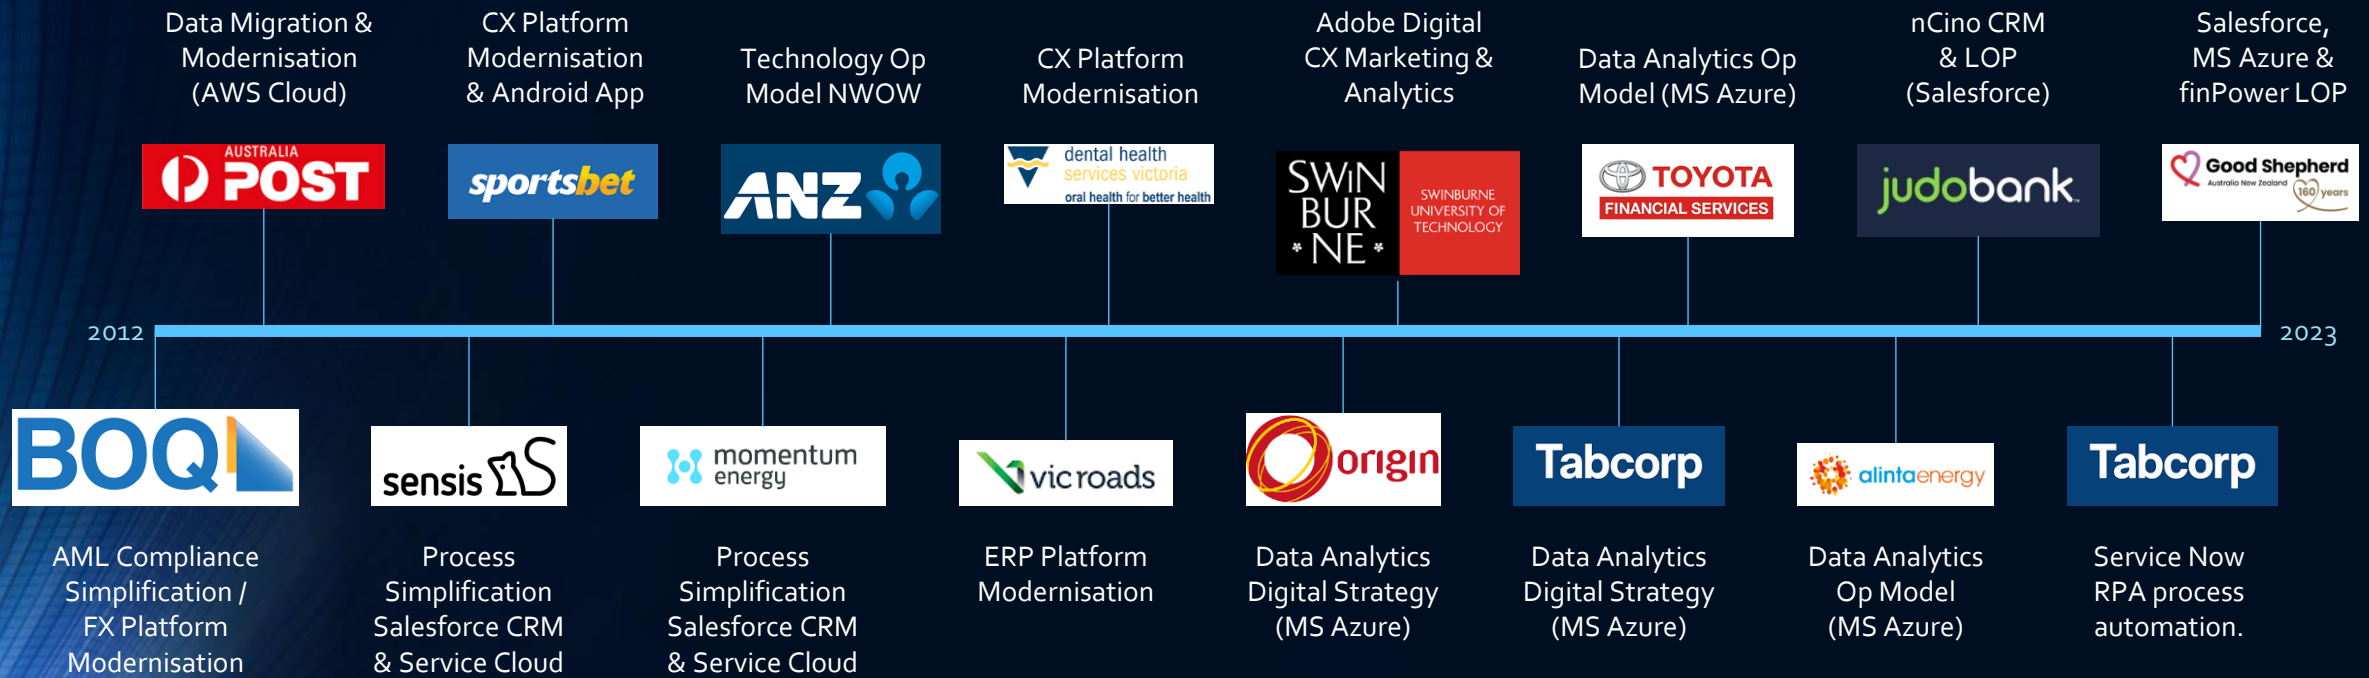 Data Migration &
Modernisation
(AWS Cloud)
CX Platform
Modernisation
& Android App
Technology Op
Model NWOW
CX Platform
Modernisation
Adobe Digital
CX Marketing &
Analytics
Data Analytics Op
Model (MS Azure)
nCino CRM
& LOP
(Salesforce)
Salesforce,
MS Azure &
finPower LOP
AUSTRALIA
POST
sportsbet
ANZ
dental health
services victoria
oral health for better health
SWIN
BUR
NE
SWINBURNE
UNIVERSITY OF
TECHNOLOGY
TOYOTA
FINANCIAL SERVICES
judobank
Good Shepherd
Australia New Zealand
160 years
2012
2023
BOQ
sensis
momentum
energy
vicroads
origin
Tabcorp
alintaenergy
Tabcorp
AML Compliance
Simplification /
FX Platform
Modernisation
Process
Simplification
Salesforce CRM
& Service Cloud
Process
Simplification
Salesforce CRM
& Service Cloud
ERP Platform
Modernisation
Data Analytics
Digital Strategy
(MS Azure)
Data Analytics
Digital Strategy
(MS Azure)
Data Analytics
Op Model
(MS Azure)
Service Now
RPA process
automation.